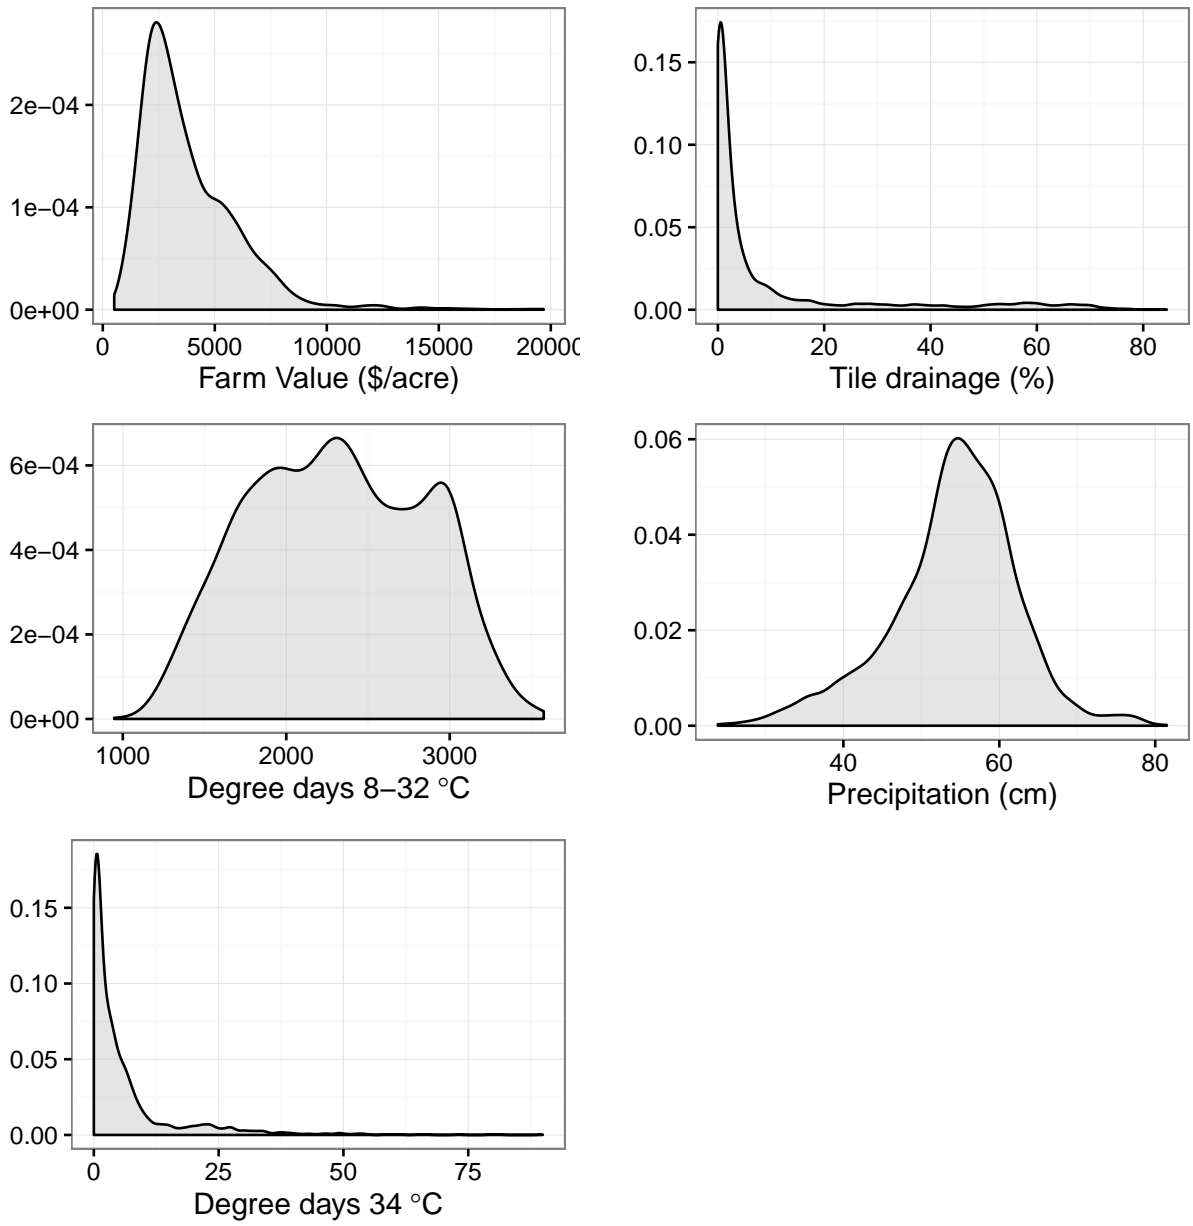 2e−04
1e−04
0e+00
0 5000 10000 15000 20000
Farm Value ($/acre)
0.15
0.10
0.05
0.00
0 20 40 60 80
Tile drainage (%)
6e−04
4e−04
2e−04
0e+00
1000 2000 3000
Degree days 8−32 °C
0.06
0.04
0.02
0.00
40 60 80
Precipitation (cm)
0.15
0.10
0.05
0.00
0 25 50 75
Degree days 34 °C